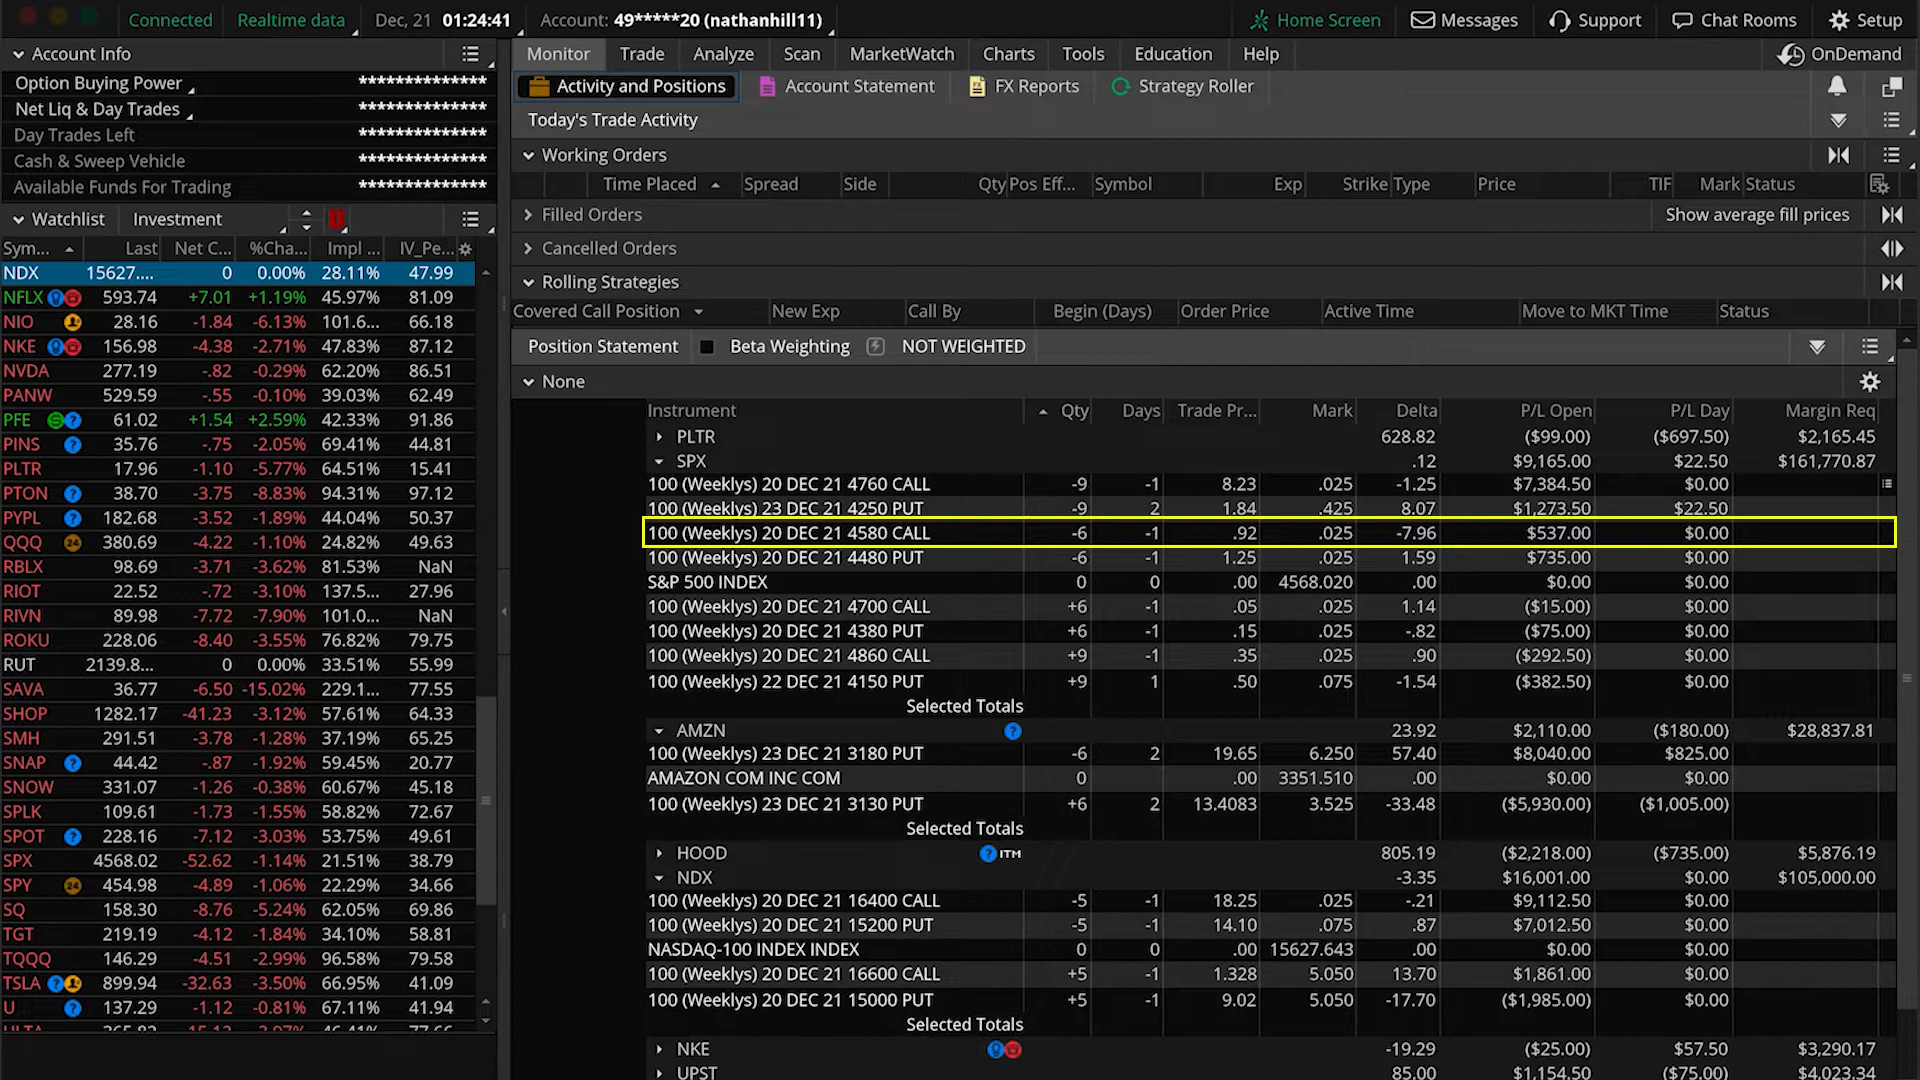 Connected Realtime data Dec, 21 01:24:41 Account: 49*****20 (nathanhill11) Home Screen Messages Support Chat Rooms Setup
Account Info
Option Buying Power **************
Net Liq & Day Trades **************
Day Trades Left **************
Cash & Sweep Vehicle **************
Available Funds For Trading **************
Watchlist Investment
Sym... Last Net C... %Cha... Impl ... IV_Pe...
NDX 15627.... 0 0.00% 28.11% 47.99
NFLX 593.74 +7.01 +1.19% 45.97% 81.09
NIO 28.16 -1.84 -6.13% 101.6... 66.18
NKE 156.98 -4.38 -2.71% 47.83% 87.12
NVDA 277.19 -.82 -0.29% 62.20% 86.51
PANW 529.59 -.55 -0.10% 39.03% 62.49
PFE 61.02 +1.54 +2.59% 42.33% 91.86
PINS 35.76 -.75 -2.05% 69.41% 44.81
PLTR 17.96 -1.10 -5.77% 64.51% 15.41
PTON 38.70 -3.75 -8.83% 94.31% 97.12
PYPL 182.68 -3.52 -1.89% 44.04% 50.37
QQQ 24 380.69 -4.22 -1.10% 24.82% 49.63
RBLX 98.69 -3.71 -3.62% 81.53% NaN
RIOT 22.52 -.72 -3.10% 137.5... 27.96
RIVN 89.98 -7.72 -7.90% 101.0... NaN
ROKU 228.06 -8.40 -3.55% 76.82% 79.75
RUT 2139.8... 0 0.00% 33.51% 55.99
SAVA 36.77 -6.50 -15.02% 229.1... 77.55
SHOP 1282.17 -41.23 -3.12% 57.61% 64.33
SMH 291.51 -3.78 -1.28% 37.19% 65.25
SNAP 44.42 -.87 -1.92% 59.45% 20.77
SNOW 331.07 -1.26 -0.38% 60.67% 45.18
SPLK 109.61 -1.73 -1.55% 58.82% 72.67
SPOT 228.16 -7.12 -3.03% 53.75% 49.61
SPX 4568.02 -52.62 -1.14% 21.51% 38.79
SPY 24 454.98 -4.89 -1.06% 22.29% 34.66
SQ 158.30 -8.76 -5.24% 62.05% 69.86
TGT 219.19 -4.12 -1.84% 34.10% 58.81
TQQQ 146.29 -4.51 -2.99% 96.58% 79.58
TSLA 899.94 -32.63 -3.50% 66.95% 41.09
U 137.29 -1.12 -0.81% 67.11% 41.94
Monitor Trade Analyze Scan MarketWatch Charts Tools Education Help OnDemand
Activity and Positions Account Statement FX Reports Strategy Roller
Today's Trade Activity
Working Orders
Time Placed Spread Side Qty Pos Eff... Symbol Exp Strike Type Price TIF Mark Status
Filled Orders Show average fill prices
Cancelled Orders
Rolling Strategies
Covered Call Position New Exp Call By Begin (Days) Order Price Active Time Move to MKT Time Status
Position Statement Beta Weighting NOT WEIGHTED
None
Instrument Qty Days Trade Pr... Mark Delta P/L Open P/L Day Margin Req
PLTR 628.82 ($99.00) ($697.50) $2,165.45
SPX .12 $9,165.00 $22.50 $161,770.87
100 (Weeklys) 20 DEC 21 4760 CALL -9 -1 8.23 .025 -1.25 $7,384.50 $0.00
100 (Weeklys) 23 DEC 21 4250 PUT -9 2 1.84 .425 8.07 $1,273.50 $22.50
100 (Weeklys) 20 DEC 21 4580 CALL -6 -1 .92 .025 -7.96 $537.00 $0.00
100 (Weeklys) 20 DEC 21 4480 PUT -6 -1 1.25 .025 1.59 $735.00 $0.00
S&P 500 INDEX 0 0 .00 4568.020 .00 $0.00 $0.00
100 (Weeklys) 20 DEC 21 4700 CALL +6 -1 .05 .025 1.14 ($15.00) $0.00
100 (Weeklys) 20 DEC 21 4380 PUT +6 -1 .15 .025 -.82 ($75.00) $0.00
100 (Weeklys) 20 DEC 21 4860 CALL +9 -1 .35 .025 .90 ($292.50) $0.00
100 (Weeklys) 22 DEC 21 4150 PUT +9 1 .50 .075 -1.54 ($382.50) $0.00
Selected Totals
AMZN 23.92 $2,110.00 ($180.00) $28,837.81
100 (Weeklys) 23 DEC 21 3180 PUT -6 2 19.65 6.250 57.40 $8,040.00 $825.00
AMAZON COM INC COM 0 .00 3351.510 .00 $0.00 $0.00
100 (Weeklys) 23 DEC 21 3130 PUT +6 2 13.4083 3.525 -33.48 ($5,930.00) ($1,005.00)
Selected Totals
HOOD ITM 805.19 ($2,218.00) ($735.00) $5,876.19
NDX -3.35 $16,001.00 $0.00 $105,000.00
100 (Weeklys) 20 DEC 21 16400 CALL -5 -1 18.25 .025 -.21 $9,112.50 $0.00
100 (Weeklys) 20 DEC 21 15200 PUT -5 -1 14.10 .075 .87 $7,012.50 $0.00
NASDAQ-100 INDEX INDEX 0 0 .00 15627.643 .00 $0.00 $0.00
100 (Weeklys) 20 DEC 21 16600 CALL +5 -1 1.328 5.050 13.70 $1,861.00 $0.00
100 (Weeklys) 20 DEC 21 15000 PUT +5 -1 9.02 5.050 -17.70 ($1,985.00) $0.00
Selected Totals
NKE -19.29 ($25.00) $57.50 $3,290.17
UPST 85.00 $1,154.50 ($75.00) $4,023.34